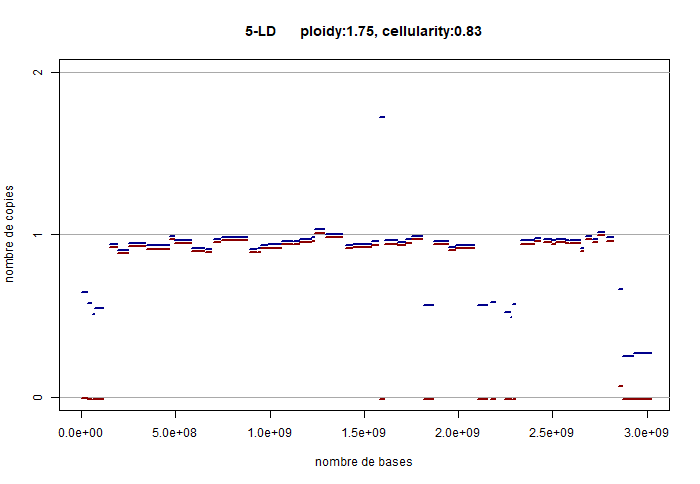 5-LD ploidy:1.75, cellularity:0.83
nombre de copies
2
1
0
0.0e+00 5.0e+08 1.0e+09 1.5e+09 2.0e+09 2.5e+09 3.0e+09
nombre de bases